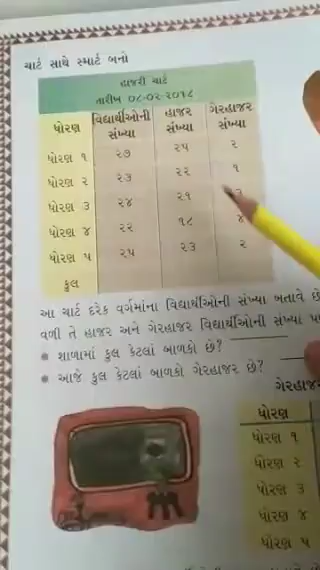 ચાર્ટ સાથે સ્માર્ટ બનો
હાજરી ચાર્ટ
તારીખ ૦૮-૦૨-૨૦૧૮
ધોરણ વિદ્યાર્થીઓની સંખ્યા હાજર સંખ્યા ગેરહાજર સંખ્યા
ધોરણ ૧ ૨૭ ૨૫ ૨
ધોરણ ૨ ૨૩ ૨૨ ૧
ધોરણ ૩ ૨૪ ૨૧
ધોરણ ૪ ૨૨ ૧૮ ૪
ધોરણ ૫ ૨૫ ૨૩ ૨
કુલ
આ ચાર્ટ દરેક વર્ગમાંના વિદ્યાર્થીઓની સંખ્યા બતાવે
વળી તે હાજર અને ગેરહાજર વિદ્યાર્થીઓની સંખ્યા
• શાળામાં કુલ કેટલાં બાળકો છે?
• આજે કુલ કેટલાં બાળકો ગેરહાજર છે?
ગેરહાજર
ધોરણ
ધોરણ ૧
ધોરણ ૨
ધોરણ ૩
ધોરણ ૪
ધોરણ ૫